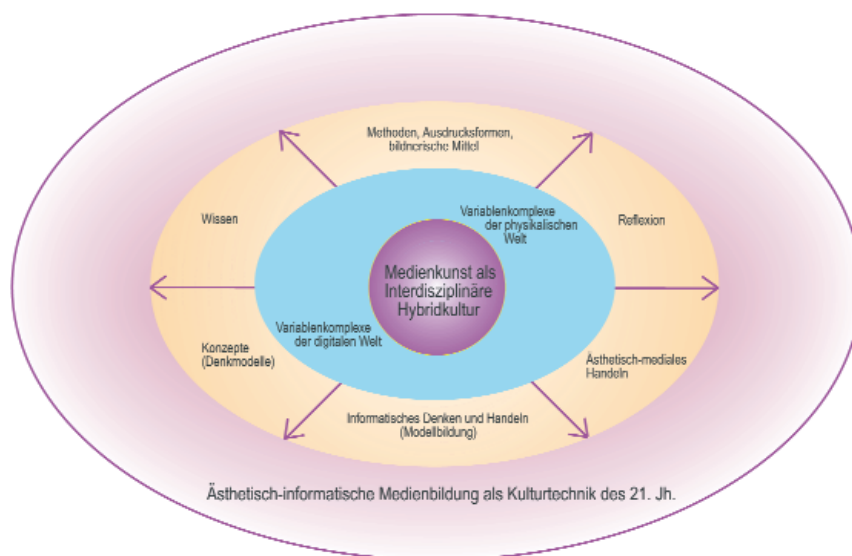 Methoden, Ausdrucksformen,
bildnerische Mittel
Wissen
Variablenkomplexe
der physikalischen
Welt
Reflexion
Medienkunst als
Interdisziplinäre
Hybridkultur
Variablenkomplexe
der digitalen Welt
Konzepte
(Denkmodelle)
Ästhetisch-mediales
Handeln
Informatisches Denken und Handeln
(Modellbildung)
Ästhetisch-informatische Medienbildung als Kulturtechnik des 21. Jh.